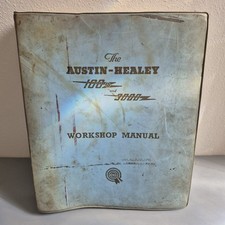 The
AUSTIN-HEALEY
100
and
3000
WORKSHOP MANUAL